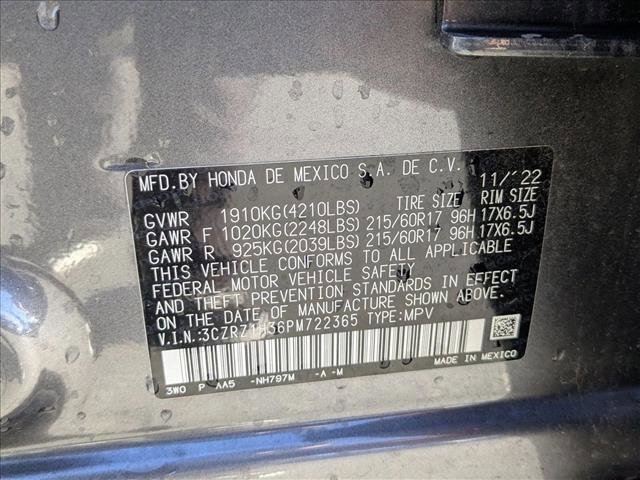 MFD.BY HONDA DE MEXICO S.A. DE C.V. 11/'22
TIRE SIZE RIM SIZE
GVWR 1910KG(4210LBS)
GAWR F 1020KG(2248LBS) 215/60R17 96H 17X6.5J
GAWR R 925KG(2039LBS) 215/60R17 96H 17X6.5J
THIS VEHICLE CONFORMS TO ALL APPLICABLE
FEDERAL MOTOR VEHICLE SAFETY
AND THEFT PREVENTION STANDARDS IN EFFECT
ON THE DATE OF MANUFACTURE SHOWN ABOVE.
V.I.N.:3CZRZ1H36PM722365 TYPE:MPV
MADE IN MEXICO
3W0 P AA5 -NH797M -A -M